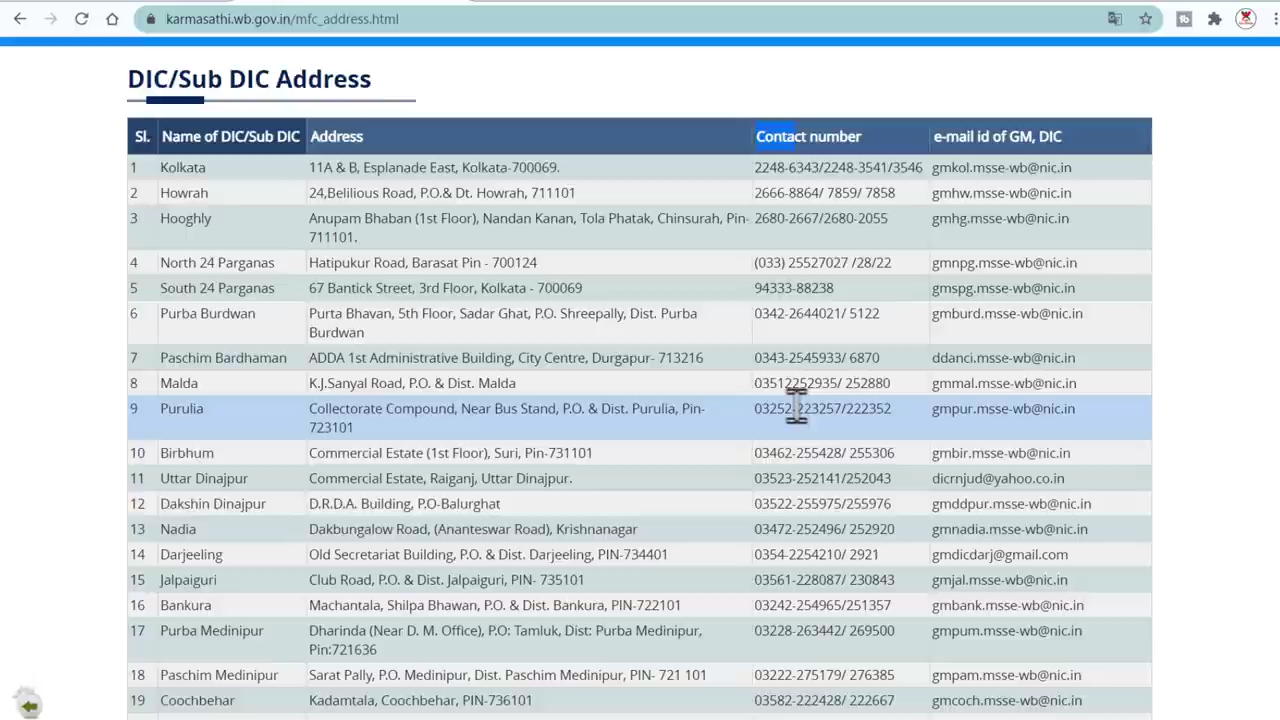 karmasathi.wb.gov.in/mfc_address.html
DIC/Sub DIC Address
Sl. Name of DIC/Sub DIC Address Contact number e-mail id of GM, DIC
1 Kolkata 11A & B, Esplanade East, Kolkata-700069. 2248-6343/2248-3541/3546 gmkol.msse-wb@nic.in
2 Howrah 24,Belilious Road, P.O.& Dt. Howrah, 711101 2666-8864/ 7859/ 7858 gmhw.msse-wb@nic.in
3 Hooghly Anupam Bhaban (1st Floor), Nandan Kanan, Tola Phatak, Chinsurah, Pin- 2680-2667/2680-2055 gmhg.msse-wb@nic.in
711101.
4 North 24 Parganas Hatipukur Road, Barasat Pin - 700124 (033) 25527027 /28/22 gmnpg.msse-wb@nic.in
5 South 24 Parganas 67 Bantick Street, 3rd Floor, Kolkata - 700069 94333-88238 gmspg.msse-wb@nic.in
6 Purba Burdwan Purta Bhavan, 5th Floor, Sadar Ghat, P.O. Shreepally, Dist. Purba 0342-2644021/ 5122 gmburd.msse-wb@nic.in
Burdwan
7 Paschim Bardhaman ADDA 1st Administrative Building, City Centre, Durgapur- 713216 0343-2545933/ 6870 ddanci.msse-wb@nic.in
8 Malda K.J.Sanyal Road, P.O. & Dist. Malda 03512252935/ 252880 gmmal.msse-wb@nic.in
9 Purulia Collectorate Compound, Near Bus Stand, P.O. & Dist. Purulia, Pin- 03252-223257/222352 gmpur.msse-wb@nic.in
723101
10 Birbhum Commercial Estate (1st Floor), Suri, Pin-731101 03462-255428/ 255306 gmbir.msse-wb@nic.in
11 Uttar Dinajpur Commercial Estate, Raiganj, Uttar Dinajpur. 03523-252141/252043 dicrnjud@yahoo.co.in
12 Dakshin Dinajpur D.R.D.A. Building, P.O-Balurghat 03522-255975/255976 gmddpur.msse-wb@nic.in
13 Nadia Dakbungalow Road, (Ananteswar Road), Krishnanagar 03472-252496/ 252920 gmnadia.msse-wb@nic.in
14 Darjeeling Old Secretariat Building, P.O. & Dist. Darjeeling, PIN-734401 0354-2254210/ 2921 gmdicdarj@gmail.com
15 Jalpaiguri Club Road, P.O. & Dist. Jalpaiguri, PIN- 735101 03561-228087/ 230843 gmjal.msse-wb@nic.in
16 Bankura Machantala, Shilpa Bhawan, P.O. & Dist. Bankura, PIN-722101 03242-254965/251357 gmbank.msse-wb@nic.in
17 Purba Medinipur Dharinda (Near D. M. Office), P.O: Tamluk, Dist: Purba Medinipur, 03228-263442/ 269500 gmpum.msse-wb@nic.in
Pin:721636
18 Paschim Medinipur Sarat Pally, P.O. Medinipur, Dist. Paschim Medinipur, PIN- 721 101 03222-275179/ 276385 gmpam.msse-wb@nic.in
19 Coochbehar Kadamtala, Coochbehar, PIN-736101 03582-222428/ 222667 gmcoch.msse-wb@nic.in